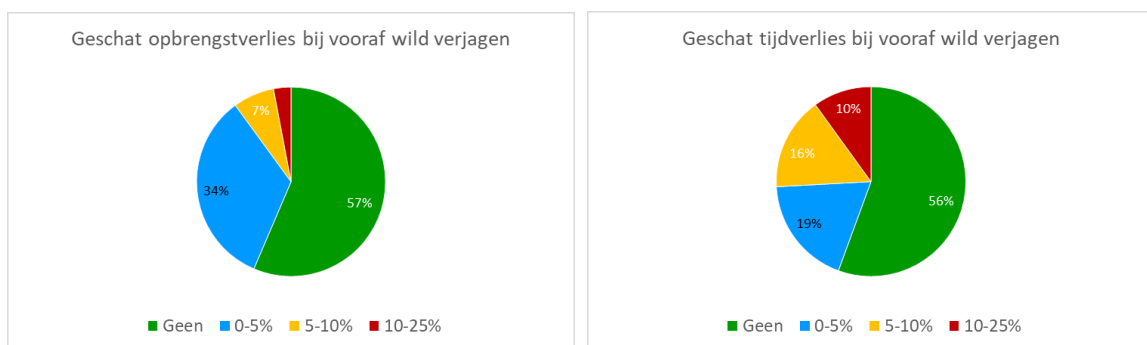 Geschat opbrengstverlies bij vooraf wild verjagen
7%
34%
57%
Geen 0-5% 5-10% 10-25%
Geschat tijdverlies bij vooraf wild verjagen
10%
16%
19%
56%
Geen 0-5% 5-10% 10-25%